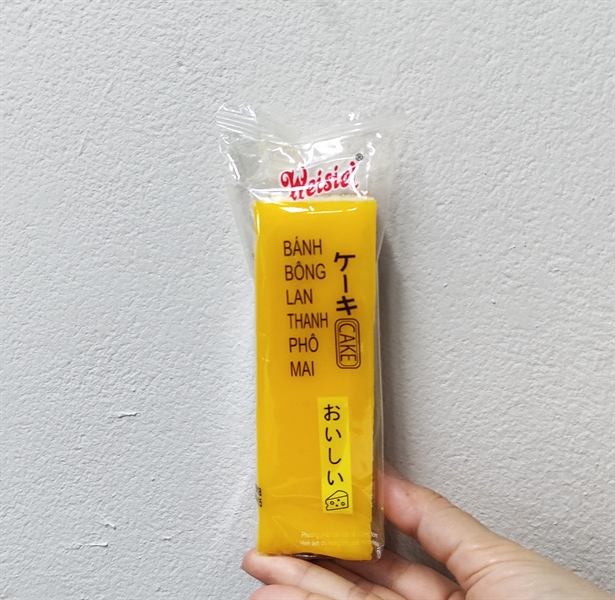 Weisiei®
BÁNH
BÔNG
LAN
THANH
PHÔ
MAI
ケーキ
CAKE
おいしい